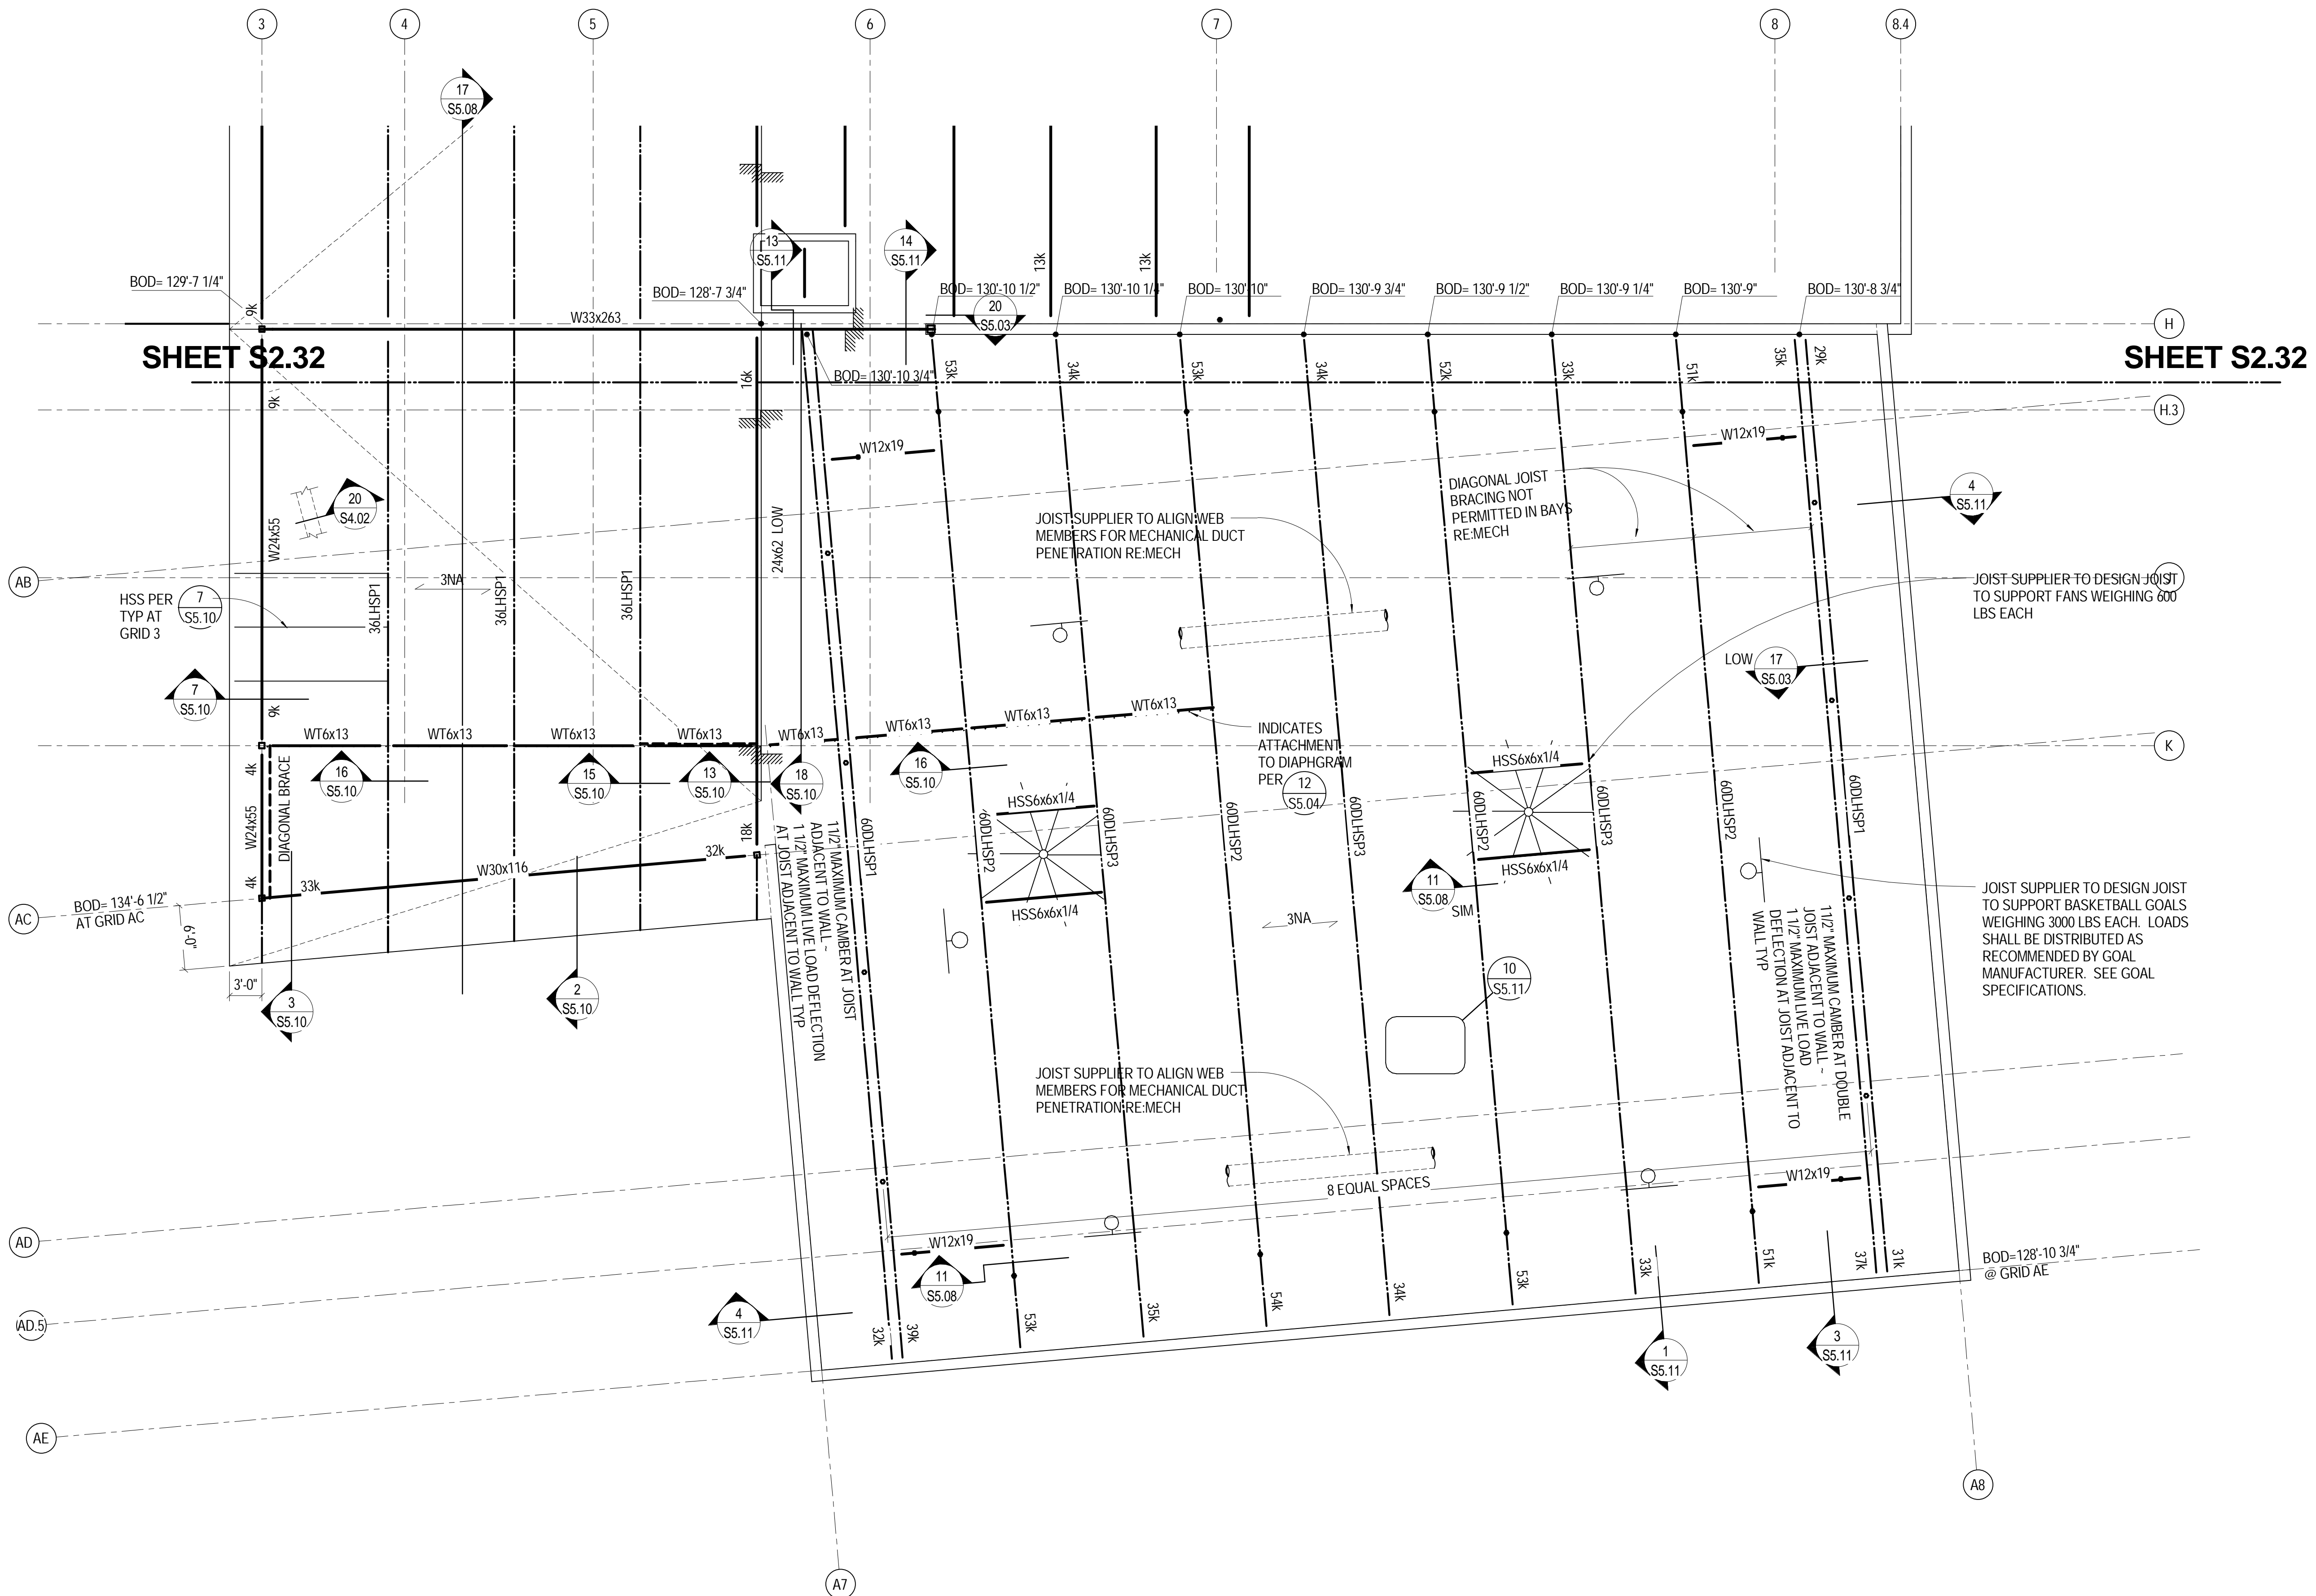 3
4
5
6
7
8
8.4
17
S5.08
13
S5.11
14
S5.11
13k
13k
BOD= 129'-7 1/4"
9k
BOD= 128'-7 3/4"
BOD= 130'-10 1/2"
BOD= 130'-10 1/4"
BOD= 130'-10"
BOD= 130'-9 3/4"
BOD= 130'-9 1/2"
BOD= 130'-9 1/4"
BOD= 130'-9"
BOD= 130'-8 3/4"
W33x263
20
S5.03
H
SHEET S2.32
SHEET S2.32
9k
16k
BOD= 130'-10 3/4"
53k
34k
53k
34k
52k
33k
51k
35k
29k
H.3
W12x19
W12x19
20
S4.02
W24x55
24x62 LOW
DIAGONAL JOIST
BRACING NOT
PERMITTED IN BAYS
RE:MECH
4
S5.11
JOIST SUPPLIER TO ALIGN WEB
MEMBERS FOR MECHANICAL DUCT
PENETRATION RE:MECH
AB
3NA
36LHSP1
36LHSP1
36LHSP1
J
JOIST SUPPLIER TO DESIGN JOIST
TO SUPPORT FANS WEIGHING 600
LBS EACH
HSS PER
TYP AT
GRID 3
7
S5.10
7
S5.10
9k
LOW
17
S5.03
WT6x13
WT6x13
WT6x13
WT6x13
WT6x13
WT6x13
WT6x13
WT6x13
INDICATES
ATTACHMENT
TO DIAPHGRAM
PER
12
S5.04
K
4k
DIAGONAL BRACE
16
S5.10
15
S5.10
13
S5.10
18
S5.10
16
S5.10
W24x55
4k
HSS6x6x1/4
HSS6x6x1/4
HSS6x6x1/4
HSS6x6x1/4
60DLHSP1
60DLHSP2
60DLHSP3
60DLHSP2
60DLHSP3
60DLHSP2
60DLHSP3
60DLHSP2
60DLHSP1
18k
32k
W30x116
33k
11/2" MAXIMUM CAMBER AT JOIST
ADJACENT TO WALL ~
1 1/2" MAXIMUM LIVE LOAD DEFLECTION
AT JOIST ADJACENT TO WALL TYP
11
S5.08
SIM
AC
BOD= 134'-6 1/2"
AT GRID AC
6'-0"
3'-0"
3
S5.10
2
S5.10
3NA
10
S5.11
JOIST SUPPLIER TO DESIGN JOIST
TO SUPPORT BASKETBALL GOALS
WEIGHING 3000 LBS EACH. LOADS
SHALL BE DISTRIBUTED AS
RECOMMENDED BY GOAL
MANUFACTURER. SEE GOAL
SPECIFICATIONS.
11/2" MAXIMUM CAMBER AT DOUBLE
JOIST ADJACENT TO WALL ~
1 1/2" MAXIMUM LIVE LOAD
DEFLECTION AT JOIST ADJACENT TO
WALL TYP
JOIST SUPPLIER TO ALIGN WEB
MEMBERS FOR MECHANICAL DUCT
PENETRATION RE:MECH
8 EQUAL SPACES
W12x19
W12x19
AD
AD.5
AE
11
S5.08
4
S5.11
32k
39k
53k
35k
54k
34k
53k
33k
51k
37k
31k
BOD=128'-10 3/4"
@ GRID AE
1
S5.11
3
S5.11
A8
A7